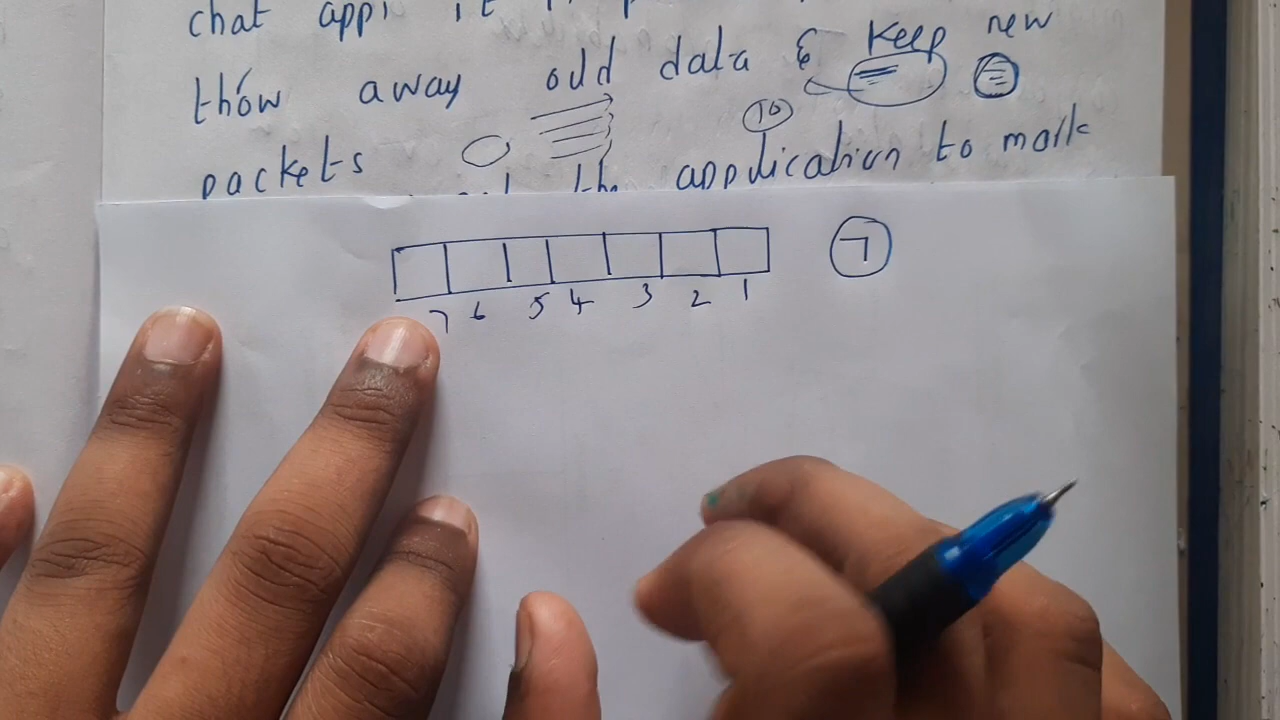 chat
thow away old data & keep new
packets
10
the application to mark
7
7 6 5 4 3 2 1